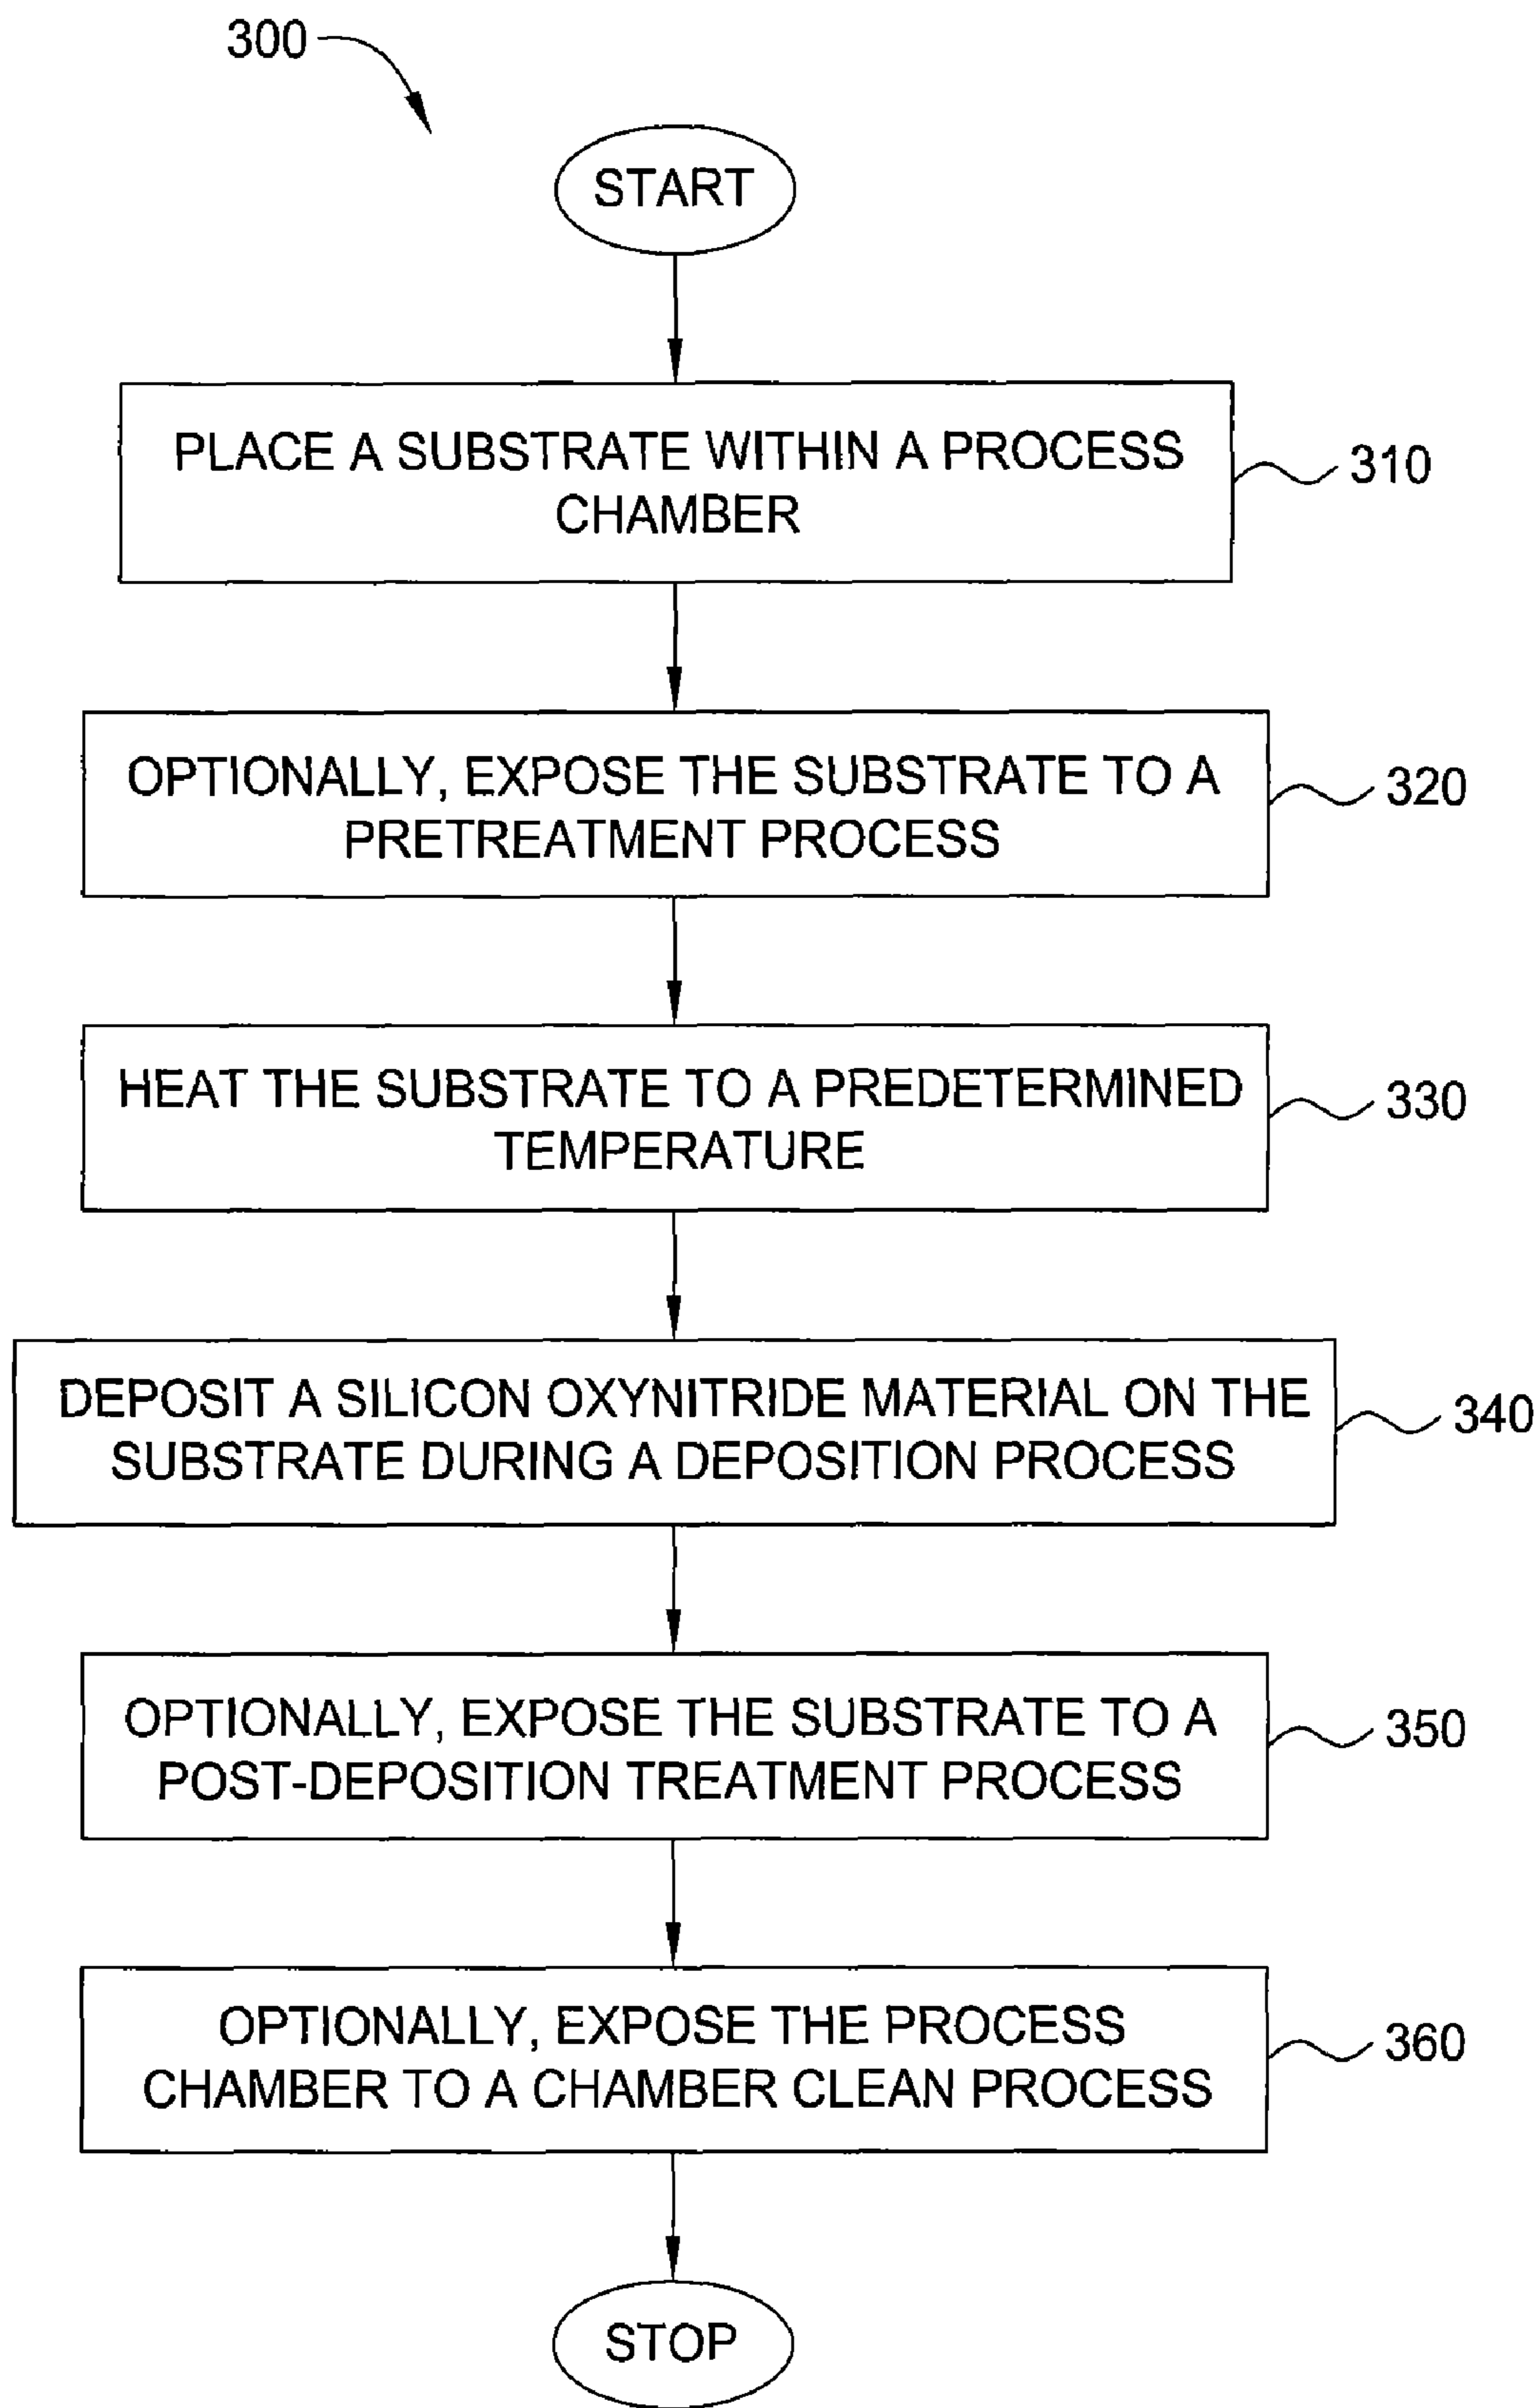 300
START
PLACE A SUBSTRATE WITHIN A PROCESS
CHAMBER
310
OPTIONALLY, EXPOSE THE SUBSTRATE TO A
PRETREATMENT PROCESS
320
HEAT THE SUBSTRATE TO A PREDETERMINED
TEMPERATURE
330
DEPOSIT A SILICON OXYNITRIDE MATERIAL ON THE
SUBSTRATE DURING A DEPOSITION PROCESS
340
OPTIONALLY, EXPOSE THE SUBSTRATE TO A
POST-DEPOSITION TREATMENT PROCESS
350
OPTIONALLY, EXPOSE THE PROCESS
CHAMBER TO A CHAMBER CLEAN PROCESS
360
STOP